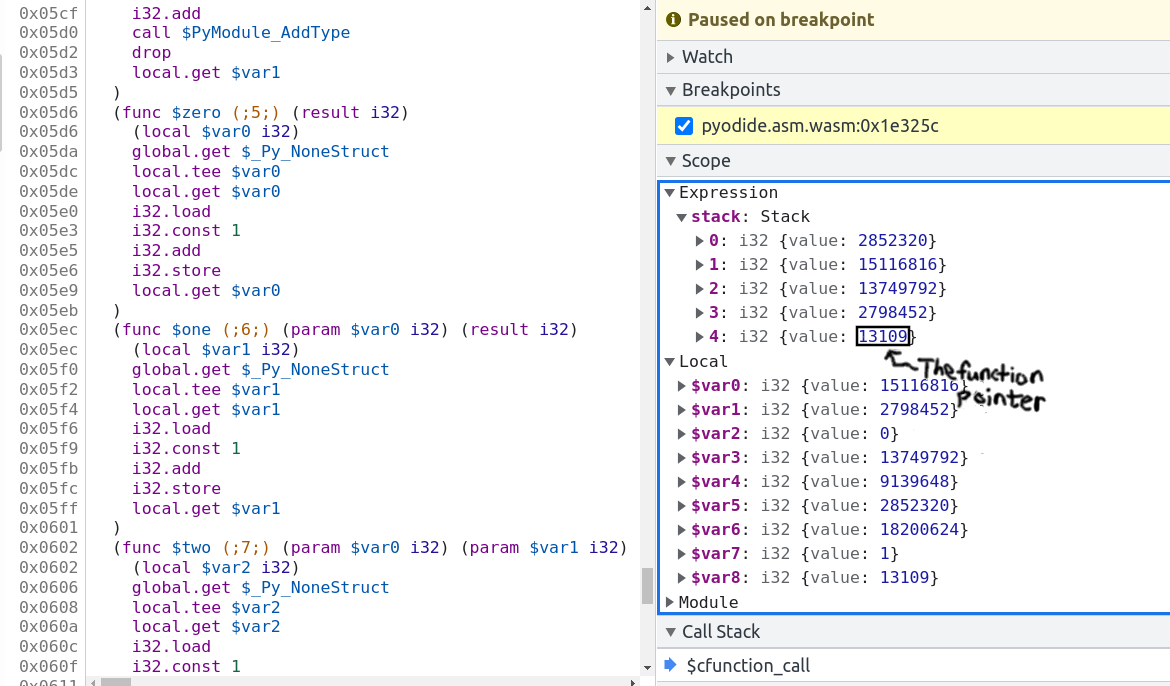 0x05cf i32.add
0x05d0 call $PyModule_AddType
0x05d2 drop
0x05d3 local.get $var1
0x05d5 )
0x05d6 (func $zero (;5;) (result i32)
0x05d6 (local $var0 i32)
0x05da global.get $_Py_NoneStruct
0x05dc local.tee $var0
0x05de local.get $var0
0x05e0 i32.load
0x05e3 i32.const 1
0x05e5 i32.add
0x05e6 i32.store
0x05e9 local.get $var0
0x05eb )
0x05ec (func $one (;6;) (param $var0 i32) (result i32)
0x05ec (local $var1 i32)
0x05f0 global.get $_Py_NoneStruct
0x05f2 local.tee $var1
0x05f4 local.get $var1
0x05f6 i32.load
0x05f9 i32.const 1
0x05fb i32.add
0x05fc i32.store
0x05ff local.get $var1
0x0601 )
0x0602 (func $two (;7;) (param $var0 i32) (param $var1 i32)
0x0602 (local $var2 i32)
0x0606 global.get $_Py_NoneStruct
0x0608 local.tee $var2
0x060a local.get $var2
0x060c i32.load
0x060f i32.const 1
0x0611
Paused on breakpoint
Watch
Breakpoints
pyodide.asm.wasm:0x1e325c
Scope
Expression
stack: Stack
0: i32 {value: 2852320}
1: i32 {value: 15116816}
2: i32 {value: 13749792}
3: i32 {value: 2798452}
4: i32 {value: 13109}
The function
pointer
Local
$var0: i32 {value: 15116816}
$var1: i32 {value: 2798452}
$var2: i32 {value: 0}
$var3: i32 {value: 13749792}
$var4: i32 {value: 9139648}
$var5: i32 {value: 2852320}
$var6: i32 {value: 18200624}
$var7: i32 {value: 1}
$var8: i32 {value: 13109}
Module
Call Stack
$cfunction_call